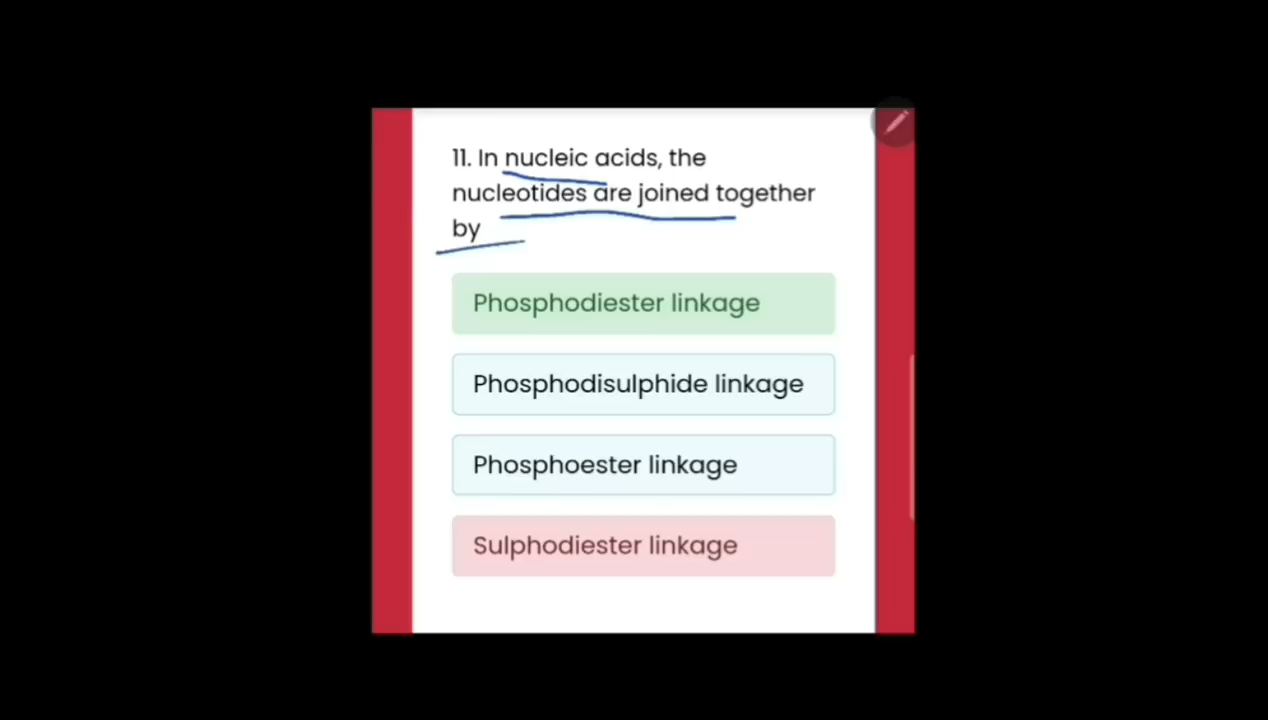 11. In nucleic acids, the
nucleotides are joined together
by
Phosphodiester linkage
Phosphodisulphide linkage
Phosphoester linkage
Sulphodiester linkage